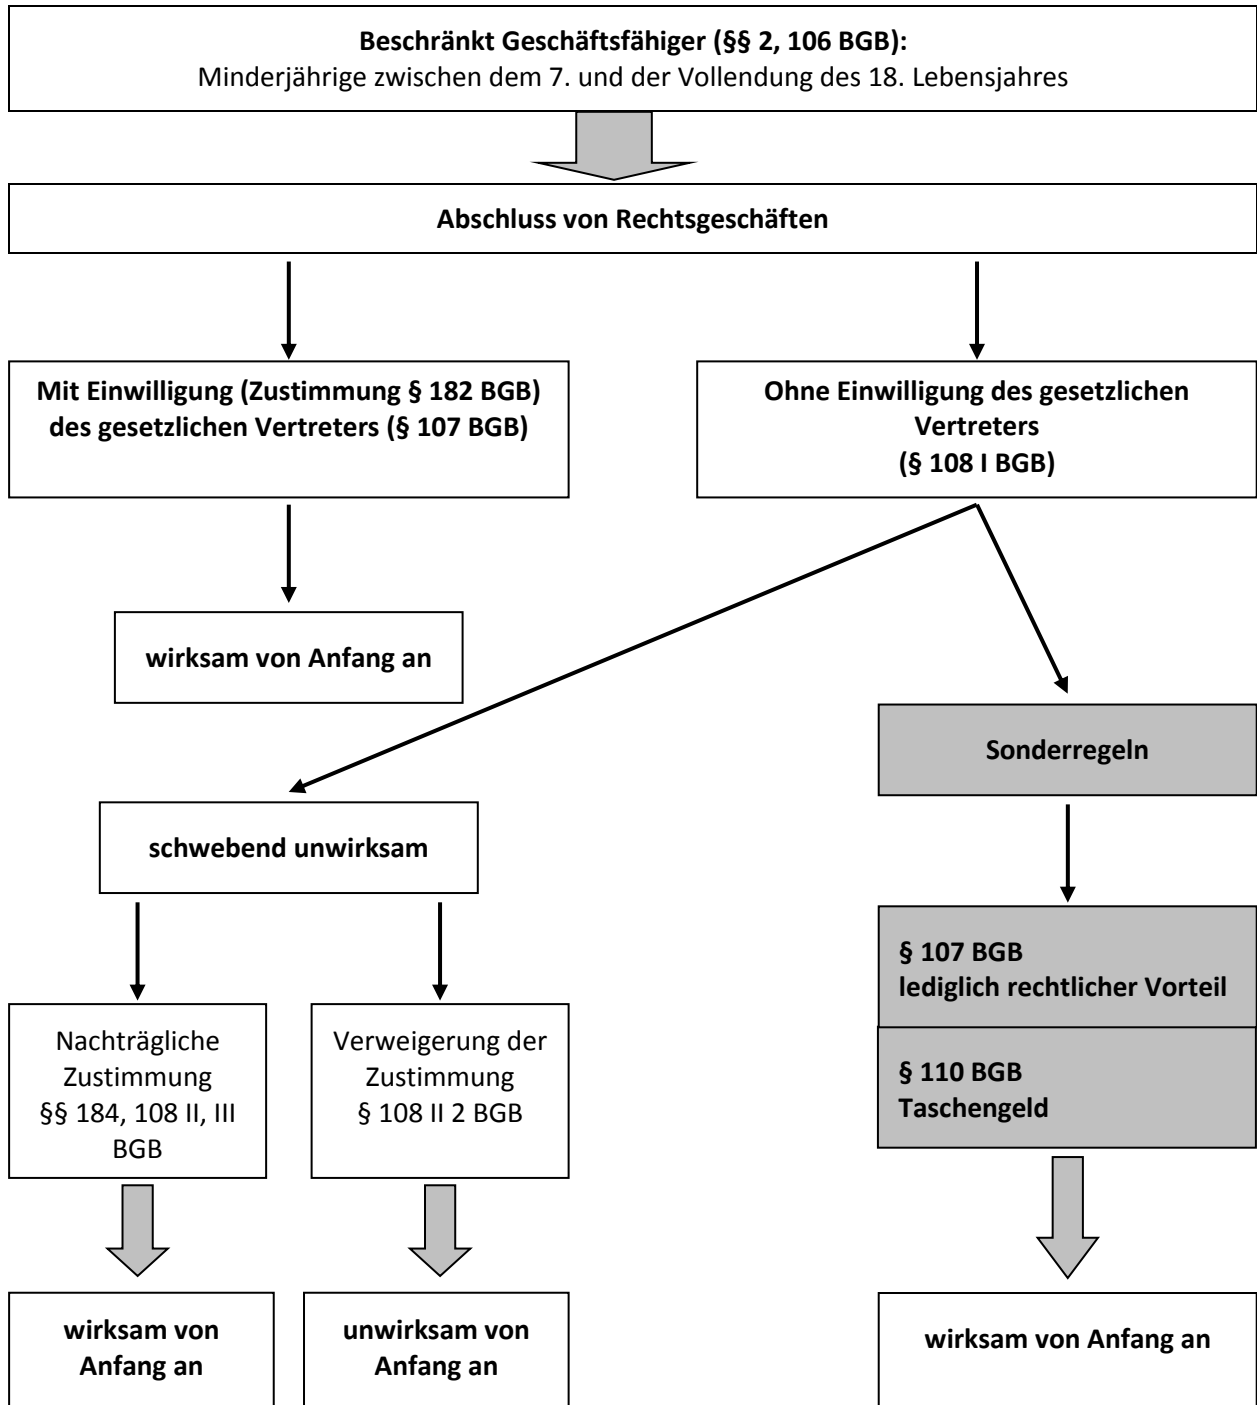 Beschränkt Geschäftsfähiger (§§ 2, 106 BGB):
Minderjährige zwischen dem 7. und der Vollendung des 18. Lebensjahres
Abschluss von Rechtsgeschäften
Mit Einwilligung (Zustimmung § 182 BGB)
des gesetzlichen Vertreters (§ 107 BGB)
Ohne Einwilligung des gesetzlichen
Vertreters
(§ 108 I BGB)
wirksam von Anfang an
Sonderregeln
schwebend unwirksam
§ 107 BGB
lediglich rechtlicher Vorteil
Nachträgliche
Zustimmung
§§ 184, 108 II, III
BGB
Verweigerung der
Zustimmung
§ 108 II 2 BGB
§ 110 BGB
Taschengeld
wirksam von
Anfang an
unwirksam von
Anfang an
wirksam von Anfang an